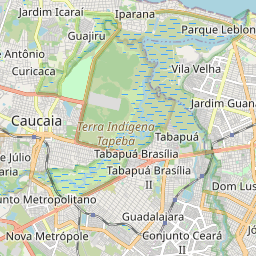 Jardim Icaraí
Iparana
Parque Leblon
Guajiru
e Antônio
Curicaca
Vila Velha
Jardim Guana
Caucaia
Terra Indígena
Tapeba
Tabapuá
e Júlio
aria
Tabapuá Brasília
Tabapuá Brasília
II
Dom Lus
unto Metropolitano
Guadalajara
Nova Metrópole
Conjunto Ceará
II